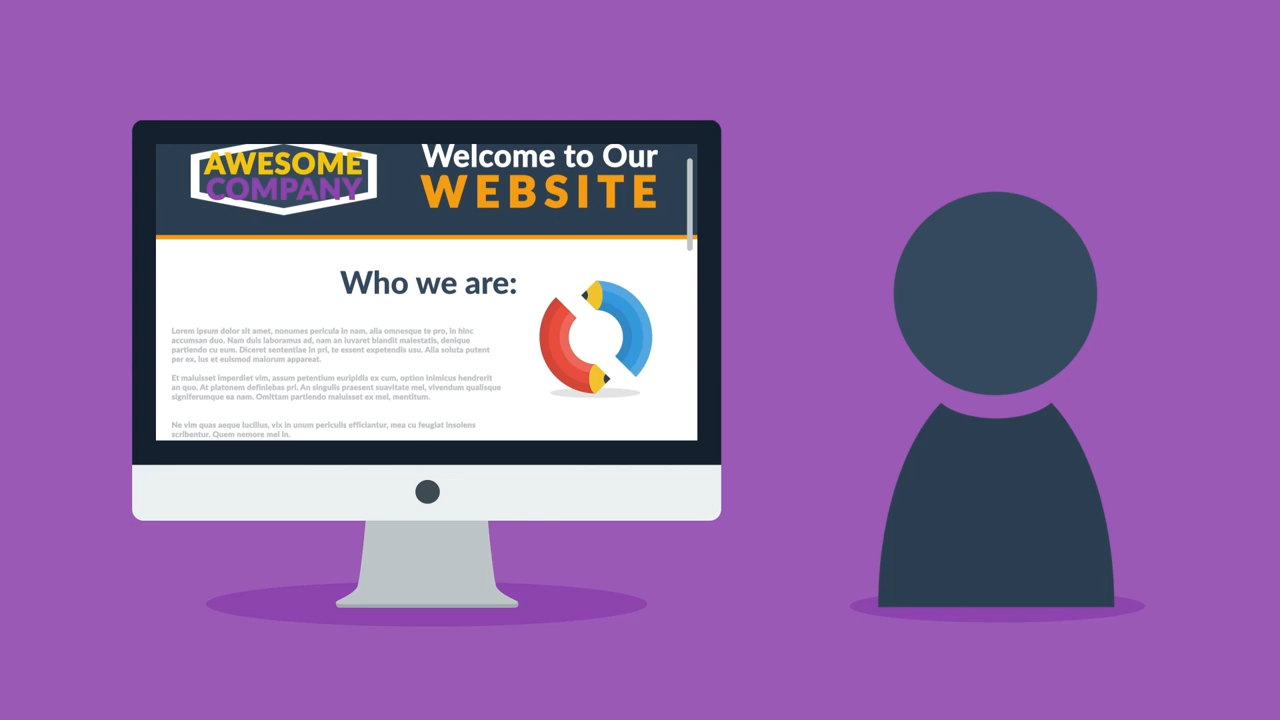 AWESOME
COMPANY
Welcome to Our
WEBSITE
Who we are:
Lorem ipsum dolor sit amet, nonumes pericula in nam, alia omnesque te pro, in hinc
accumsan duo. Nam duis laboramus ad, nam an iuvaret blandit maiestatis, denique
partiendo cu eum. Diceret sententiae in pri, te essent expetendis usu. Alia soluta putent
per ex, ius et euismod maiorum appareat.
Et maluisset imperdiet vim, assum petentium euripidis ex cum, option inimicus hendrerit
an quo. At platonem definiebas pri. An singulis praesent suavitate mel, vivendum qualisque
signiferumque ea nam. Omittam partiendo maluisset ex mel, mentitum.
Ne vim quas aeque lucilius, vix in unum periculis efficiantur, mea cu feugiat insolens
scribentur. Quem nemore mel in.